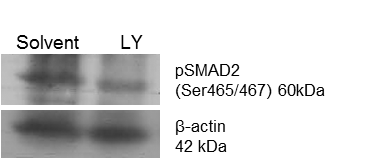 Solvent LY
pSMAD2
(Ser465/467) 60kDa
β-actin
42 kDa